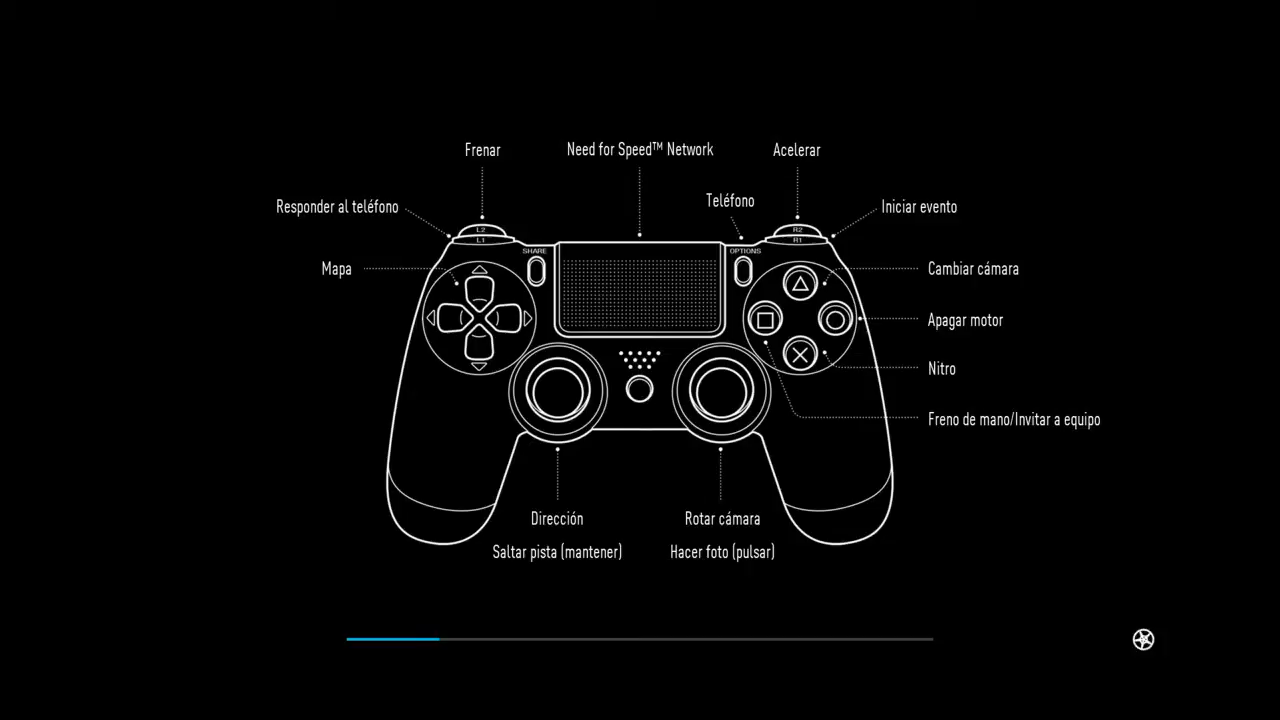 Frenar
Need for Speed™ Network
Acelerar
Responder al teléfono
Teléfono
Iniciar evento
L2
R2
L1
R1
SHARE
OPTIONS
Mapa
Cambiar cámara
Apagar motor
Nitro
Freno de mano/Invitar a equipo
Dirección
Rotar cámara
Saltar pista (mantener)
Hacer foto (pulsar)